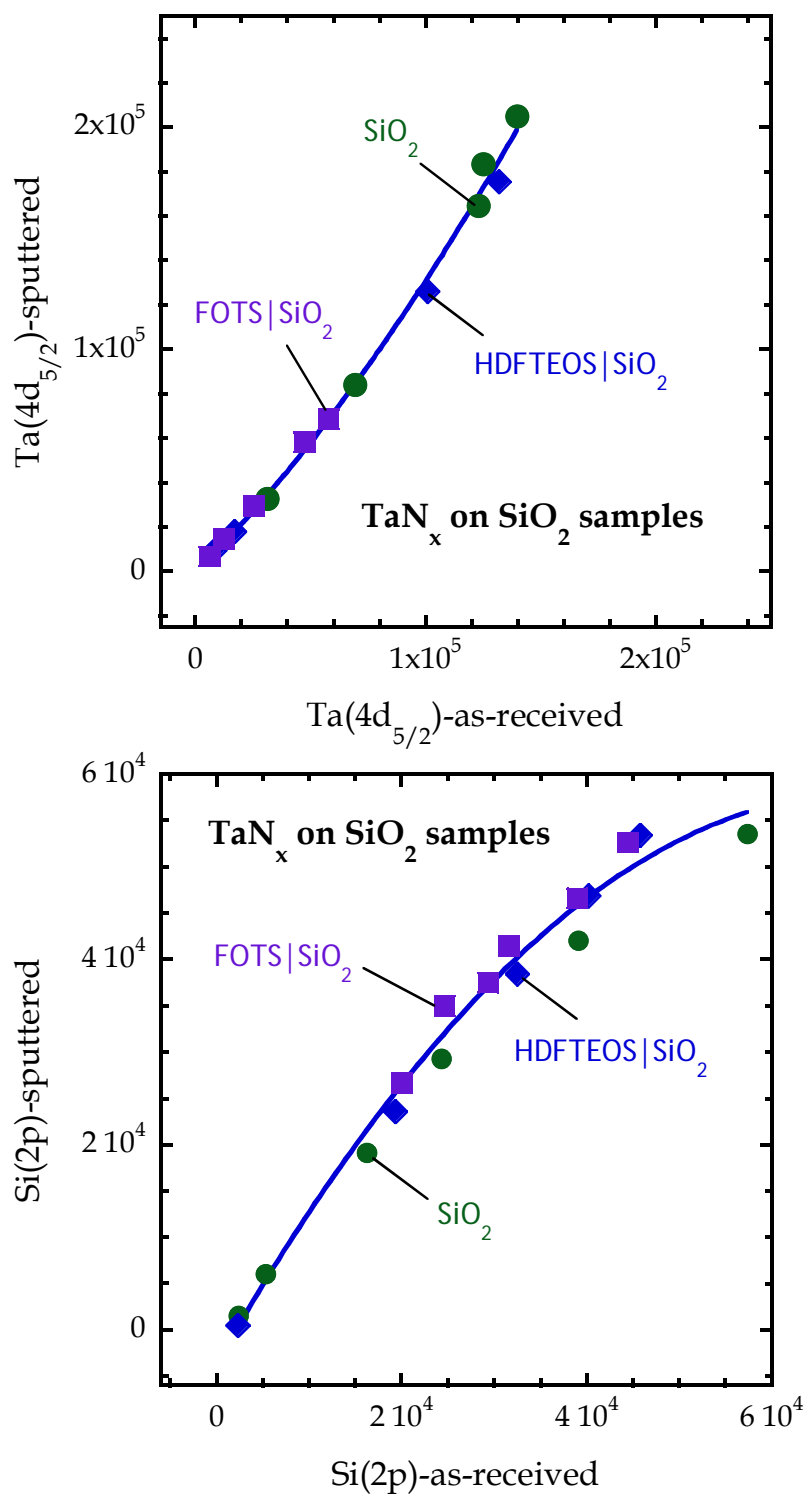 Ta(4d5/2)-sputtered
2x10^5
1x10^5
0
SiO2
FOTS|SiO2
HDFTEOS|SiO2
TaNx on SiO2 samples
0
1x10^5
2x10^5
Ta(4d5/2)-as-received
Si(2p)-sputtered
6 10^4
4 10^4
2 10^4
0
TaNx on SiO2 samples
FOTS|SiO2
HDFTEOS|SiO2
SiO2
0
2 10^4
4 10^4
6 10^4
Si(2p)-as-received